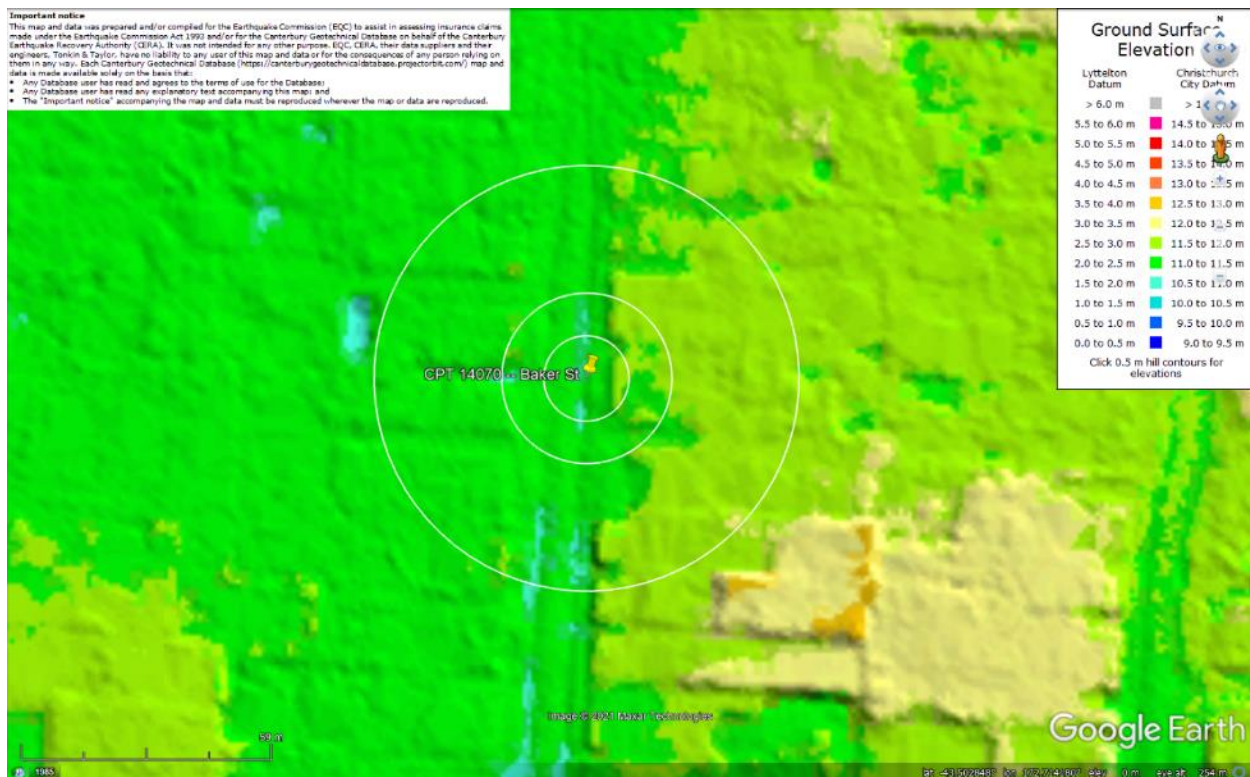 Important notice
This map and data was prepared and/or compiled for the Earthquake Commission (EQC) to assist in assessing insurance claims
made under the Earthquake Commission Act 1993 and/or for the Canterbury Geotechnical Database on behalf of the Canterbury
Earthquake Recovery Authority (CERA). It was not intended for any other purpose. EQC, CERA, their data suppliers and their
engineers, Tonkin & Taylor, have no liability to any user of this map and data or for the consequences of any person relying on
them in any way. Each Canterbury Geotechnical Database (https://canterburygeotechnicaldatabase.projectorbit.com/) map and
data is made available solely on the basis that:
• Any Database user has read and agrees to the terms of use for the Database;
• Any Database user has read any explanatory text accompanying this map; and
• The "Important notice" accompanying the map and data must be reproduced wherever the map or data are reproduced.
N
Ground Surface
Elevation
Lyttelton Datum Christchurch City Datum
> 6.0 m > 1
5.5 to 6.0 m 14.5 to
5.0 to 5.5 m 14.0 to
4.5 to 5.0 m 13.5 to
4.0 to 4.5 m 13.0 to
3.5 to 4.0 m 12.5 to 13.0
3.0 to 3.5 m 12.0 to
2.5 to 3.0 m 11.5 to 12.0
2.0 to 2.5 m 11.0 to 11.5
1.5 to 2.0 m 10.5 to
1.0 to 1.5 m 10.0 to 10.5
0.5 to 1.0 m 9.5 to 10.0
0.0 to 0.5 m 9.0 to 9.5
Click 0.5 m hill contours for
elevations
CPT 14070 -- Baker St
Image © 2021 Maxar Technologies
59 m
Google Earth
1985
lat lon elev 0 m eye alt 254 m